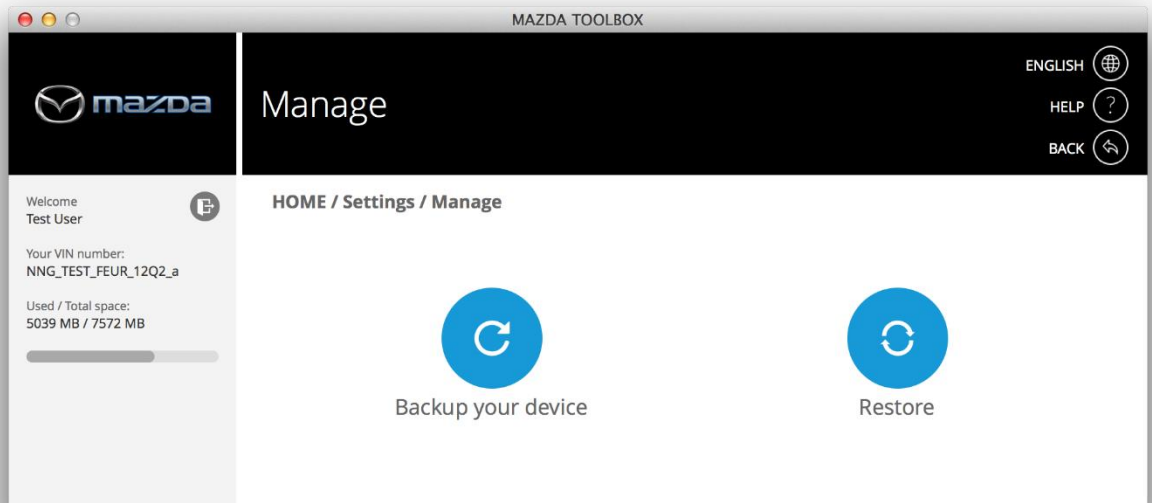 MAZDA TOOLBOX
mazda
Manage
ENGLISH
HELP ?
BACK
Welcome
Test User
Your VIN number:
NNG_TEST_FEUR_12Q2_a
Used / Total space:
5039 MB / 7572 MB
HOME / Settings / Manage
Backup your device
Restore